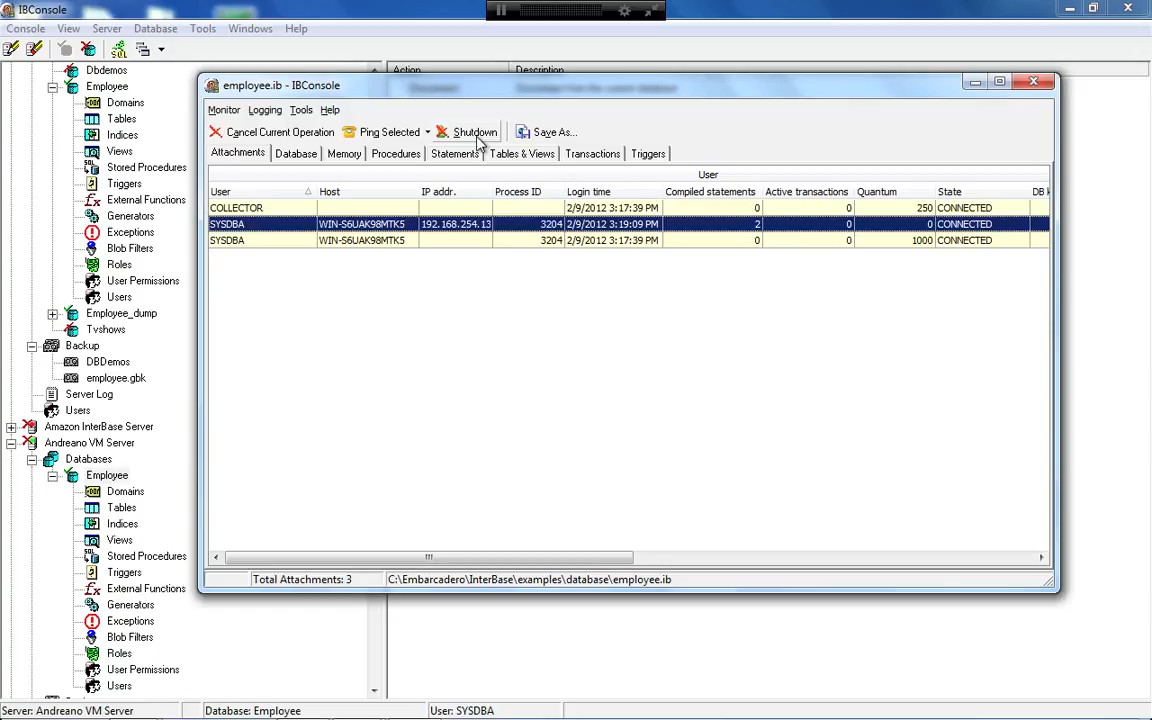 IBConsole
Console View Server Database Tools Windows Help
Action Description
Dbdemos
Employee
Domains
Tables
Indices
Views
Stored Procedures
Triggers
External Functions
Generators
Exceptions
Blob Filters
Roles
User Permissions
Users
Employee_dump
Tvshows
Backup
DBDemos
employee.gbk
Server Log
Users
Amazon InterBase Server
Andreano VM Server
Databases
Employee
Domains
Tables
Indices
Views
Stored Procedures
Triggers
External Functions
Generators
Exceptions
Blob Filters
Roles
User Permissions
Users
employee.ib - IBConsole
Monitor Logging Tools Help
Cancel Current Operation Ping Selected Shutdown Save As...
Attachments Database Memory Procedures Statements Tables & Views Transactions Triggers
User
User Host IP addr. Process ID Login time Compiled statements Active transactions Quantum State DB
COLLECTOR 2/9/2012 3:17:39 PM 0 0 250 CONNECTED
SYSDBA WIN-S6UAK98MTK5 192.168.254.13 3204 2/9/2012 3:19:09 PM 2 0 0 CONNECTED
SYSDBA WIN-S6UAK98MTK5 3204 2/9/2012 3:17:39 PM 0 0 1000 CONNECTED
Total Attachments: 3 C:\Embarcadero\InterBase\examples\database\employee.ib
Server: Andreano VM Server Database: Employee User: SYSDBA